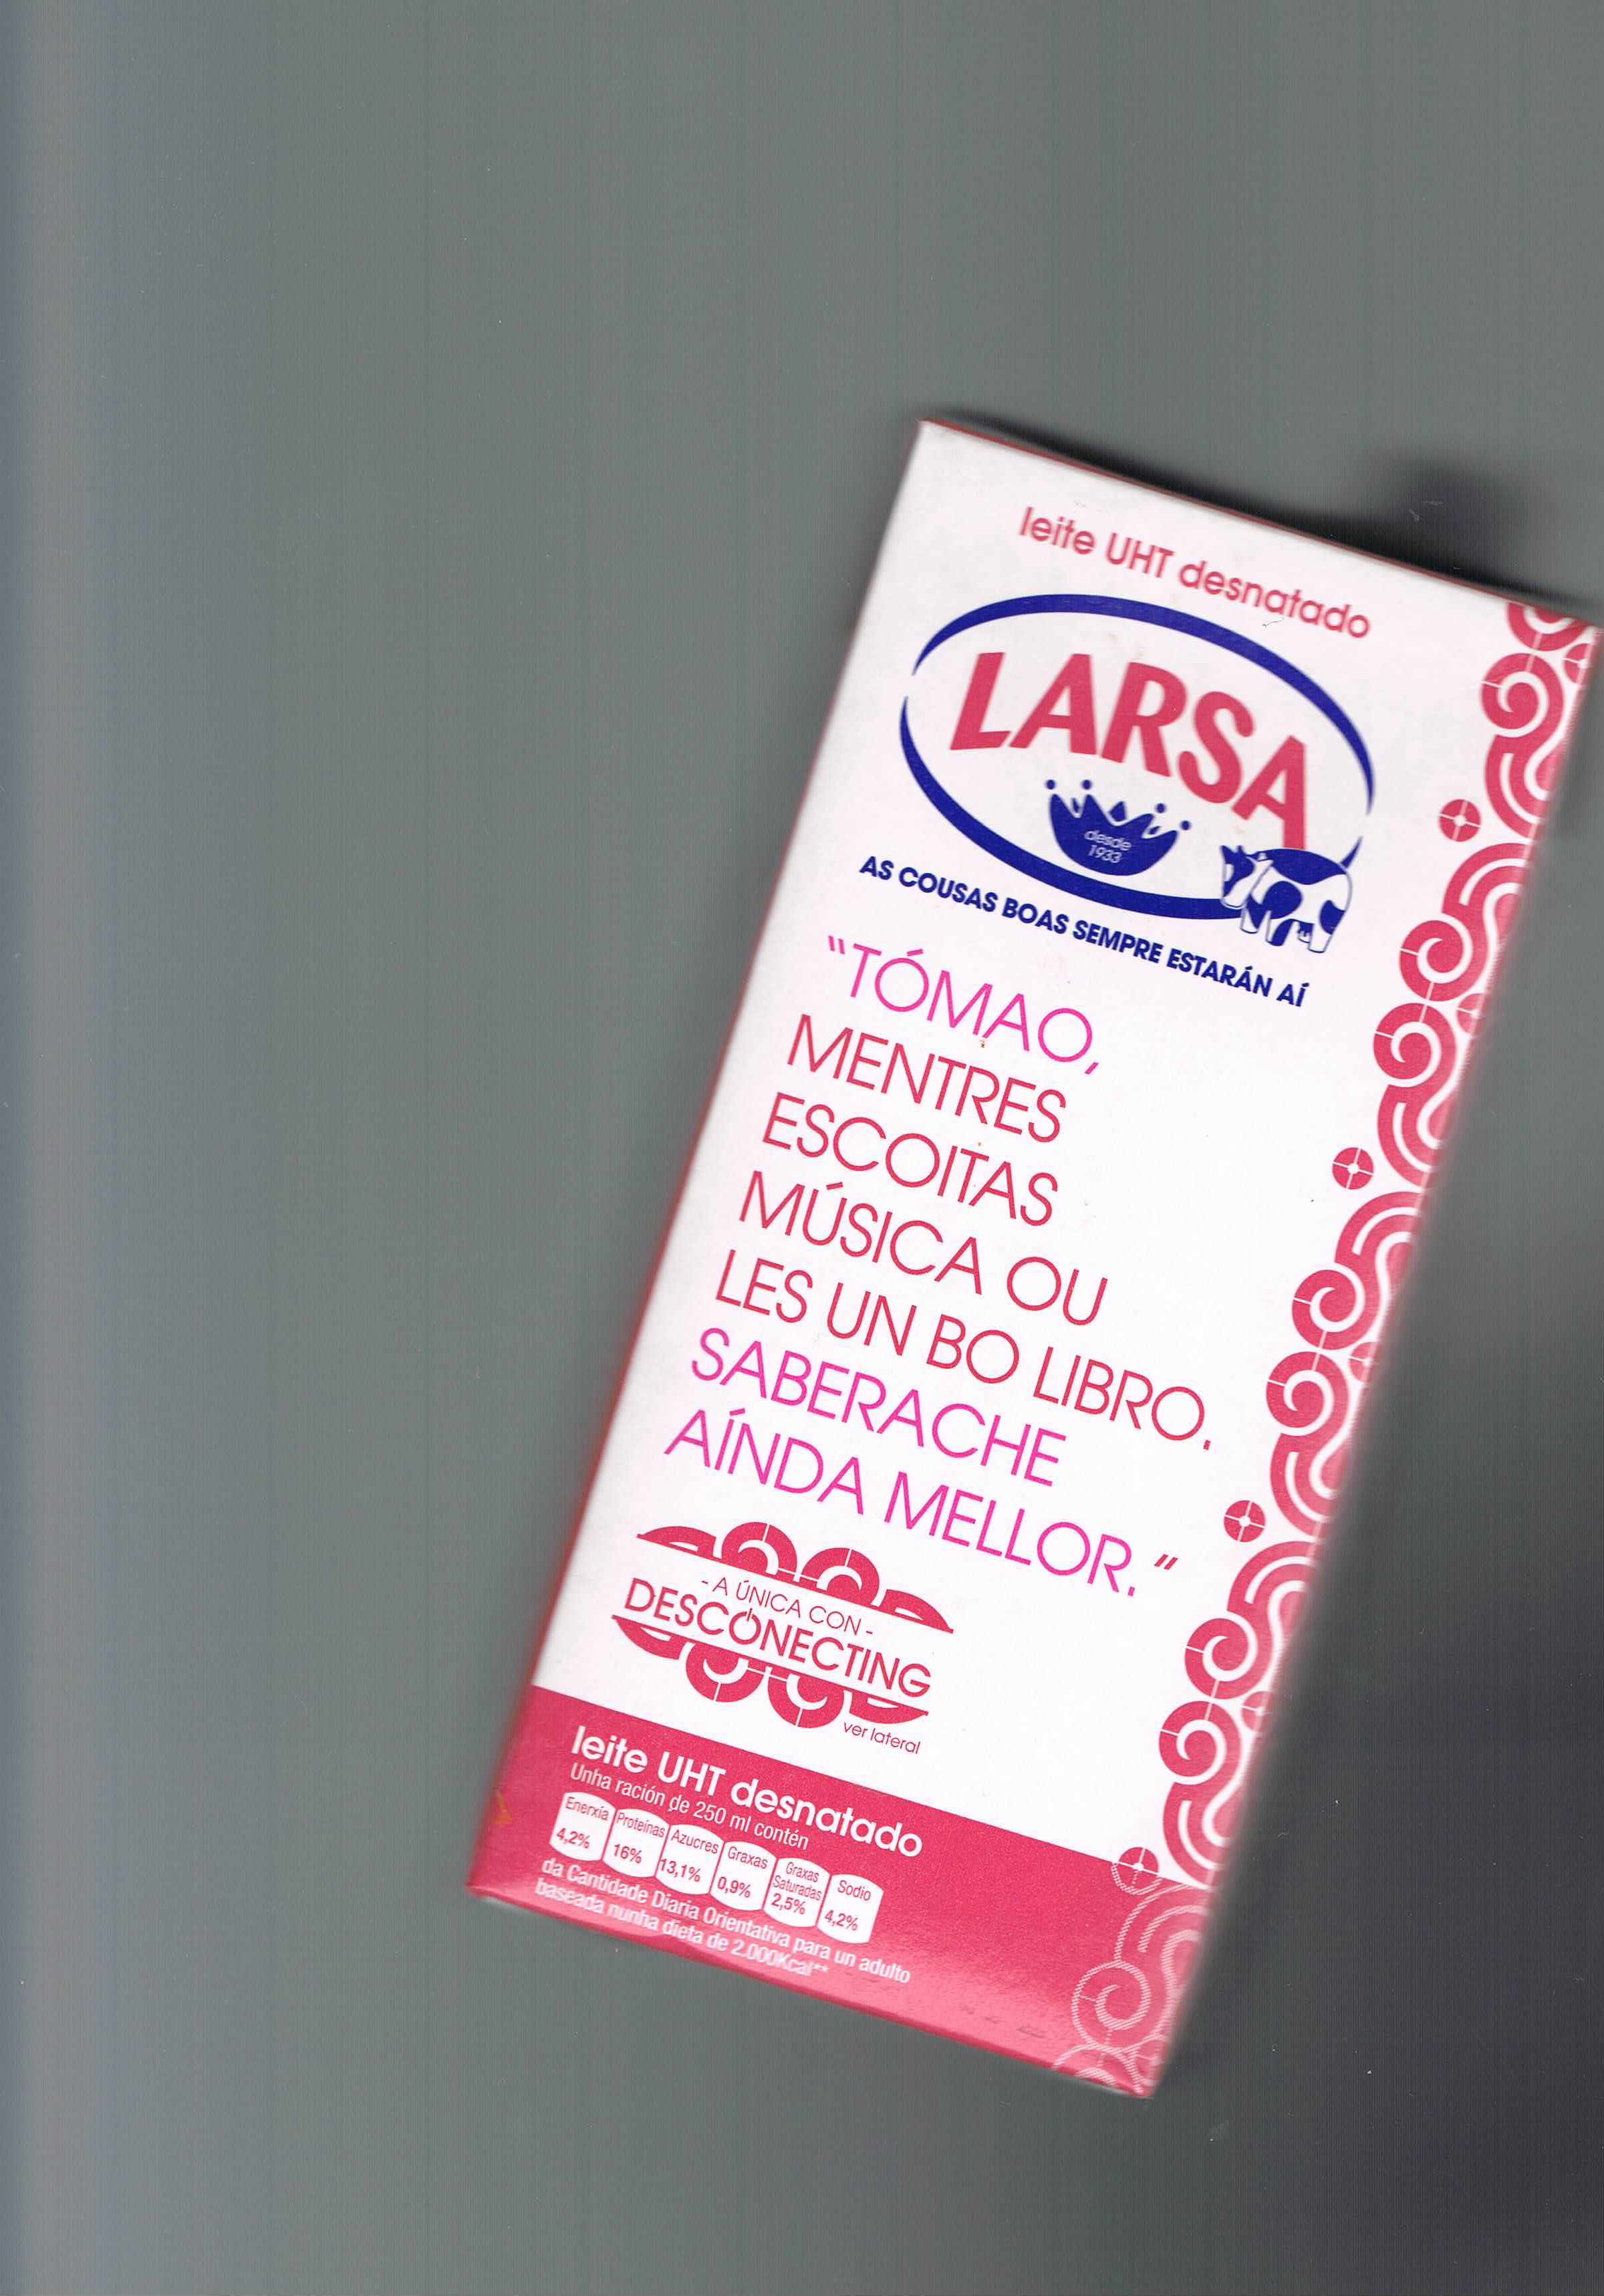 leite UHT desnatado
LARSA
desde
1933
AS COUSAS BOAS SEMPRE ESTARÁN AÍ
“TÓMAO,
MENTRES
ESCOITAS
MÚSICA OU
LES UN BO LIBRO.
SABERACHE
AÍNDA MELLOR.”
- A ÚNICA CON -
DESCONECTING
ver lateral
leite UHT desnatado
Unha ración de 250 ml contén
Enerxía Proteínas Azucres Graxas Graxas Saturadas Sodio
4,2% 16% 13,1% 0,9% 2,5% 4,2%
da Cantidade Diaria Orientativa para un adulto
baseada nunha dieta de 2.000Kcal**